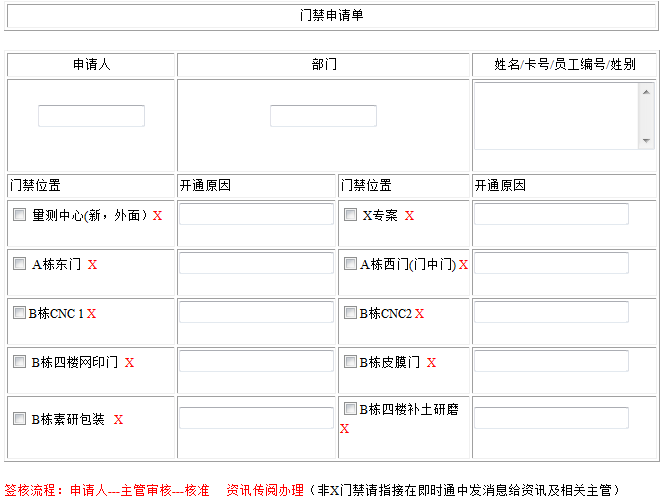 门禁申请单
申请人 部门 姓名/卡号/员工编号/姓别
门禁位置 开通原因 门禁位置 开通原因
量测中心(新，外面）X X专案 X
A栋东门 X A栋西门(门中门) X
B栋CNC 1 X B栋CNC2 X
B栋四楼网印门 X B栋皮膜门 X
B栋素研包装 X B栋四楼补土研磨
X
签核流程：申请人---主管审核---核准 资讯传阅办理（非X门禁请指接在即时通中发消息给资讯及相关主管）